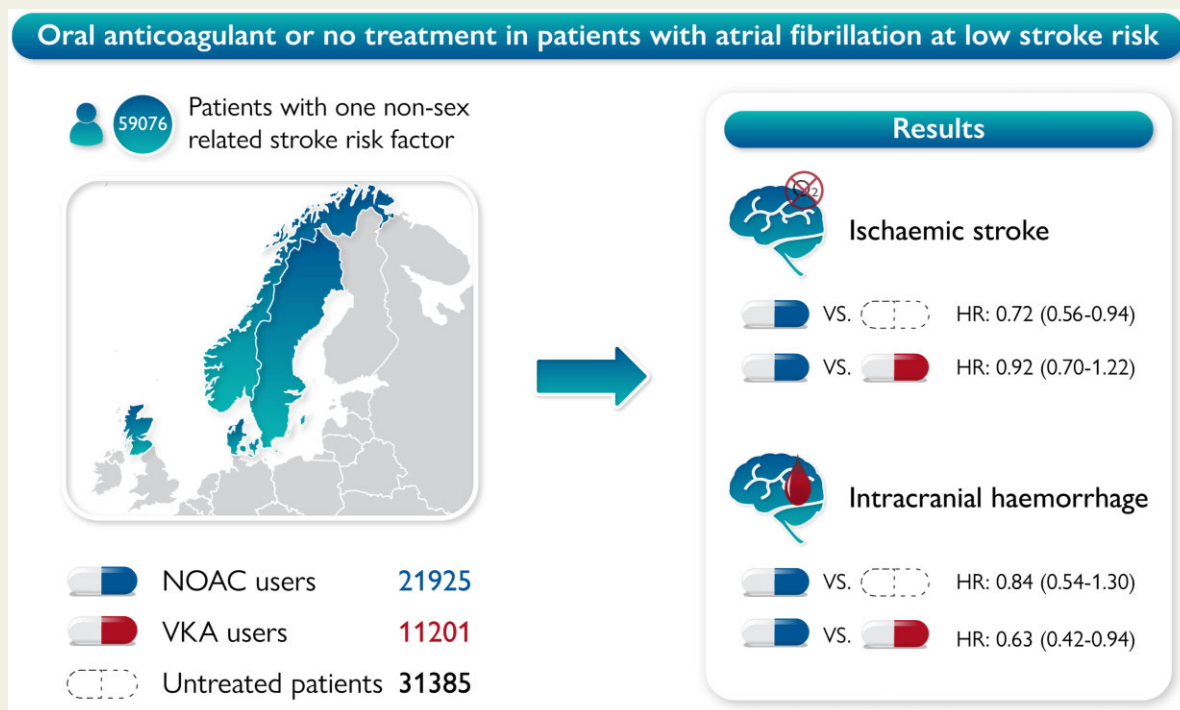 Oral anticoagulant or no treatment in patients with atrial fibrillation at low stroke risk
59076
Patients with one non-sex
related stroke risk factor
NOAC users 21925
VKA users 11201
Untreated patients 31385
Results
O2
Ischaemic stroke
VS. HR: 0.72 (0.56-0.94)
VS. HR: 0.92 (0.70-1.22)
Intracranial haemorrhage
VS. HR: 0.84 (0.54-1.30)
VS. HR: 0.63 (0.42-0.94)